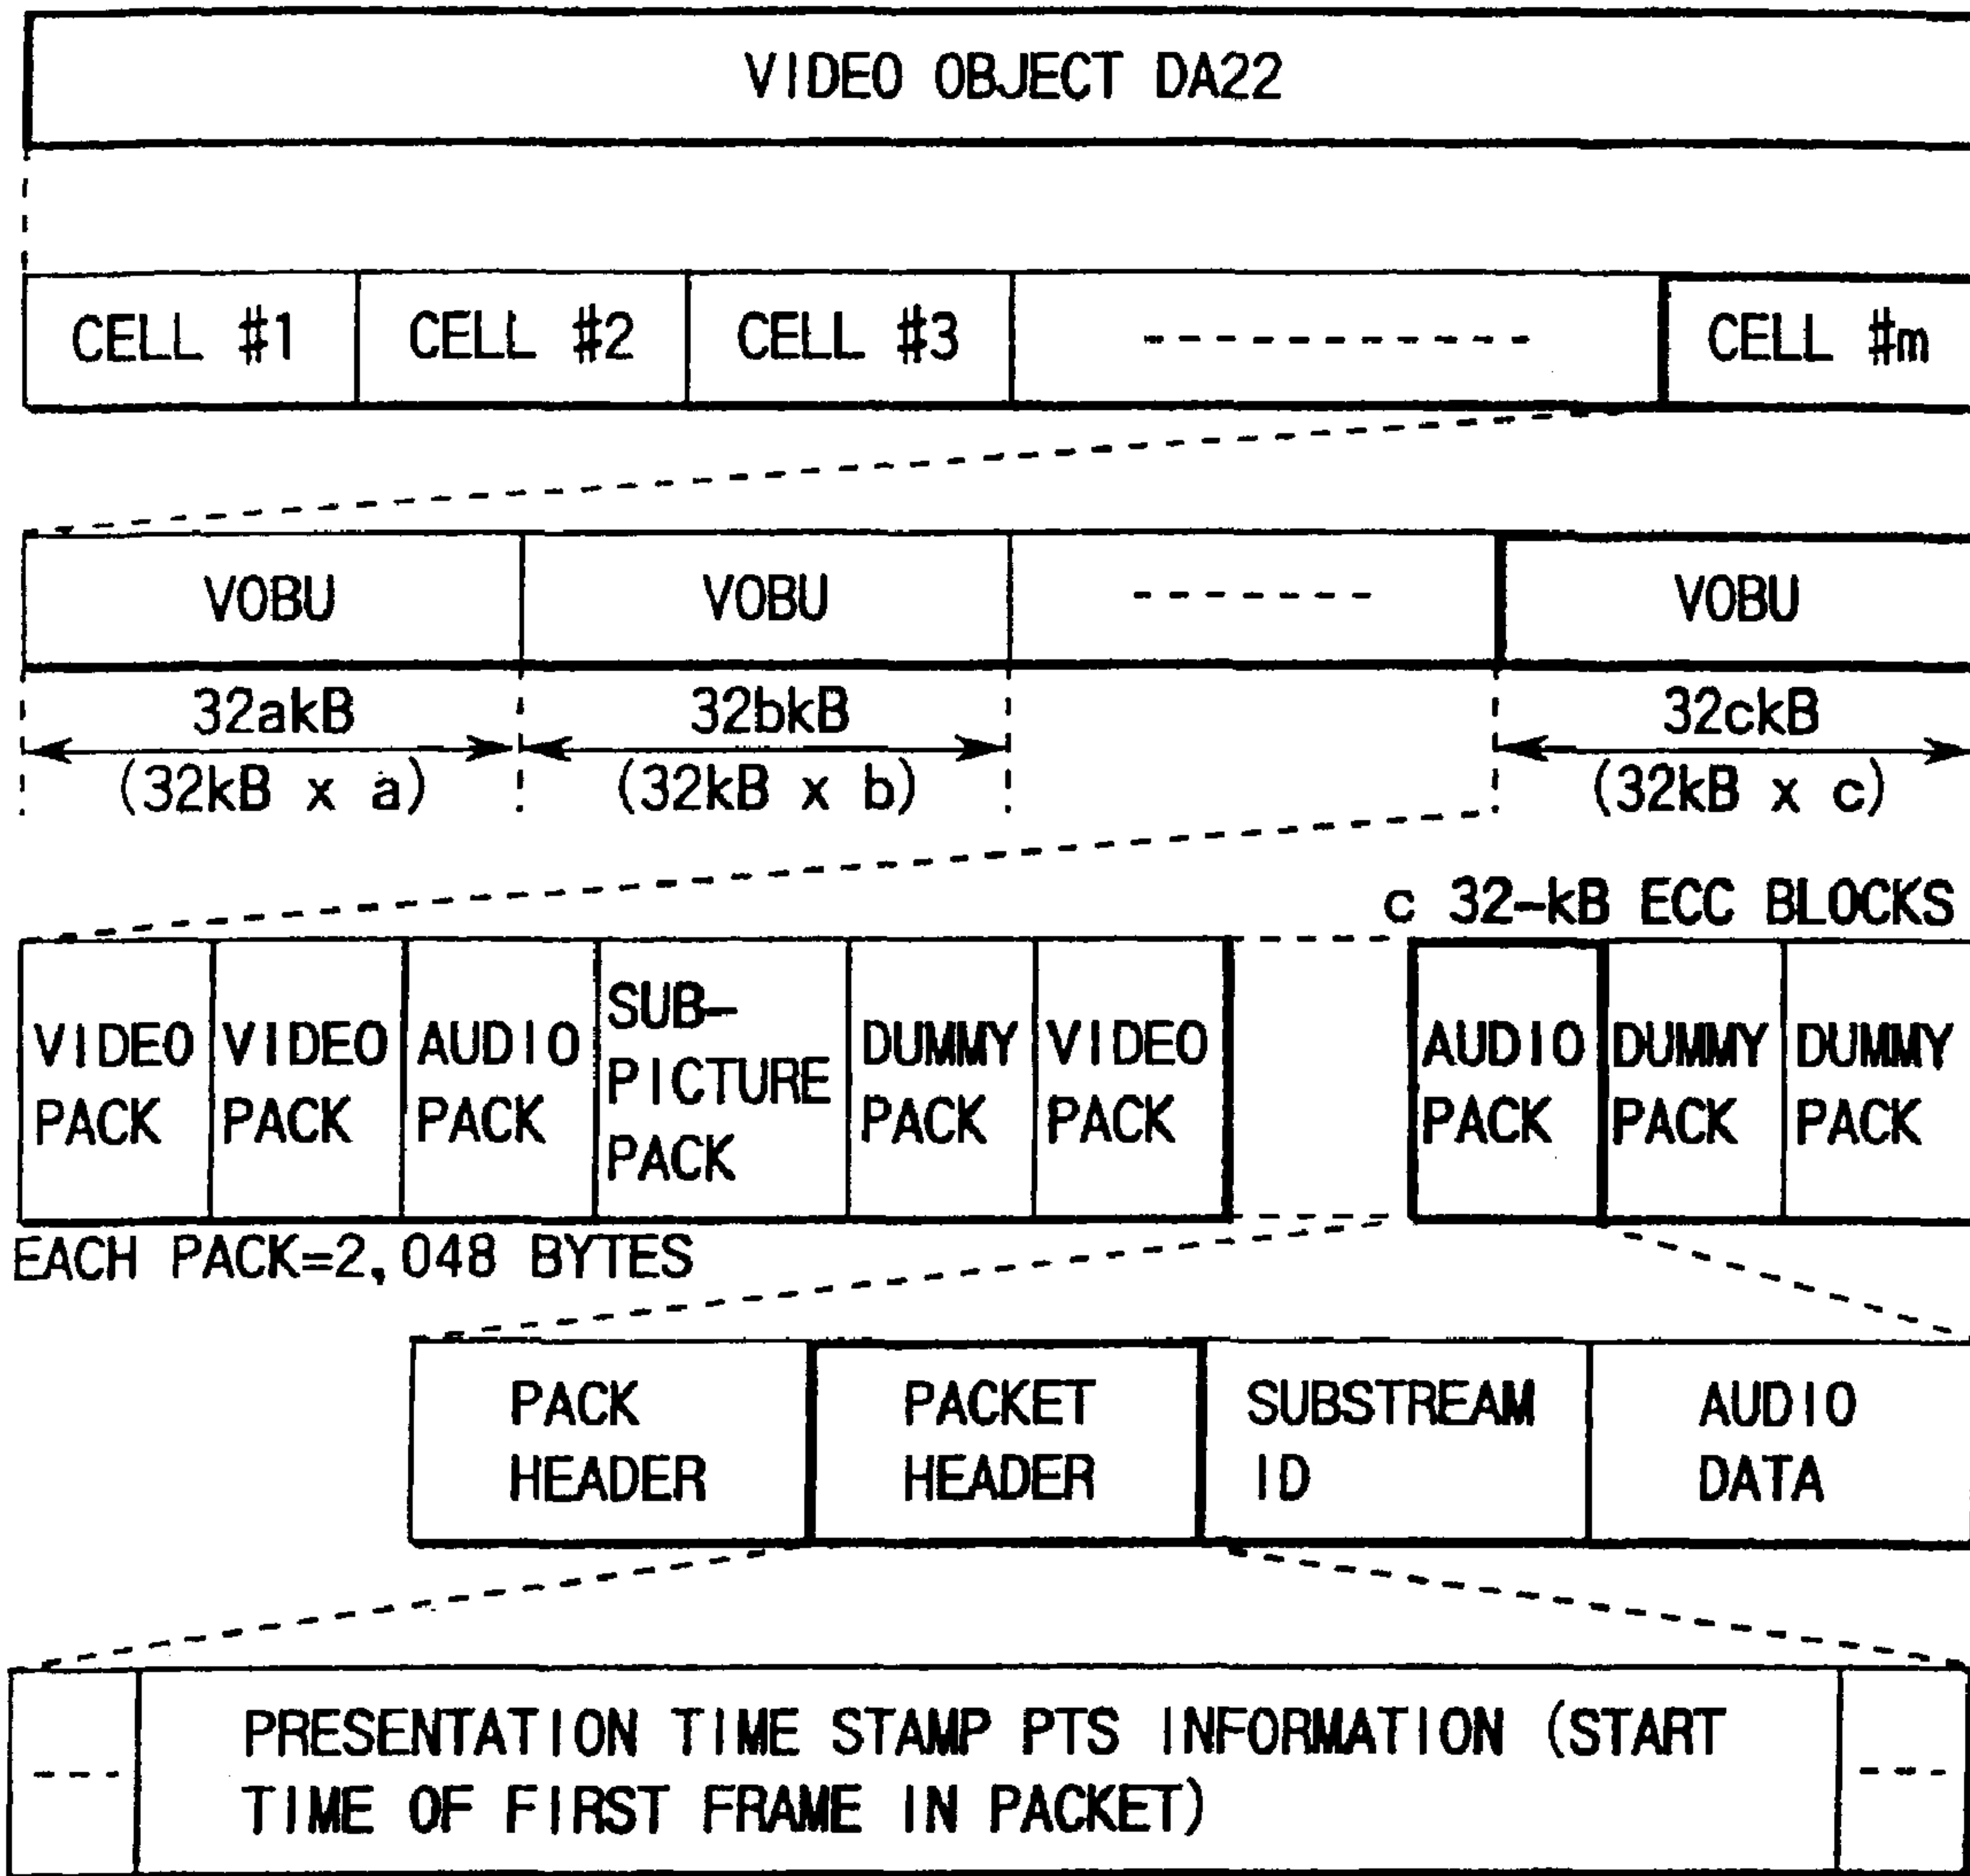 VIDEO OBJECT DA22
CELL #1
CELL #2
CELL #3
CELL #m
VOBU
VOBU
VOBU
32akB
(32kB x a)
32bkB
(32kB x b)
32ckB
(32kB x c)
c 32-kB ECC BLOCKS
VIDEO
PACK
VIDEO
PACK
AUDIO
PACK
SUB-
PICTURE
PACK
DUMMY
PACK
VIDEO
PACK
AUDIO
PACK
DUMMY
PACK
DUMMY
PACK
EACH PACK=2,048 BYTES
PACK
HEADER
PACKET
HEADER
SUBSTREAM
ID
AUDIO
DATA
PRESENTATION TIME STAMP PTS INFORMATION (START
TIME OF FIRST FRAME IN PACKET)